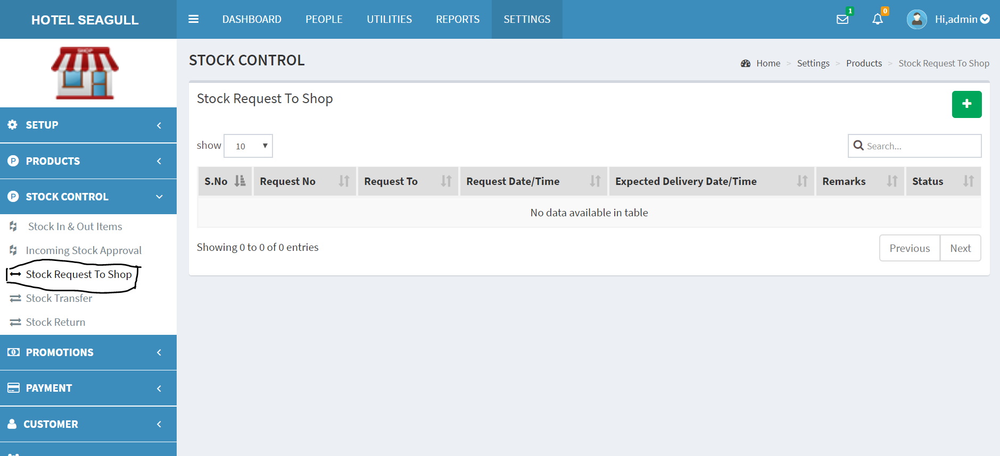 HOTEL SEAGULL
DASHBOARD PEOPLE UTILITIES REPORTS SETTINGS
1
0
Hi,admin
SHOP
SETUP
PRODUCTS
STOCK CONTROL
Stock In & Out Items
Incoming Stock Approval
Stock Request To Shop
Stock Transfer
Stock Return
PROMOTIONS
PAYMENT
CUSTOMER
STOCK CONTROL
Home > Settings > Products > Stock Request To Shop
Stock Request To Shop
+
show 10
Search...
S.No Request No Request To Request Date/Time Expected Delivery Date/Time Remarks Status
No data available in table
Showing 0 to 0 of 0 entries
Previous Next